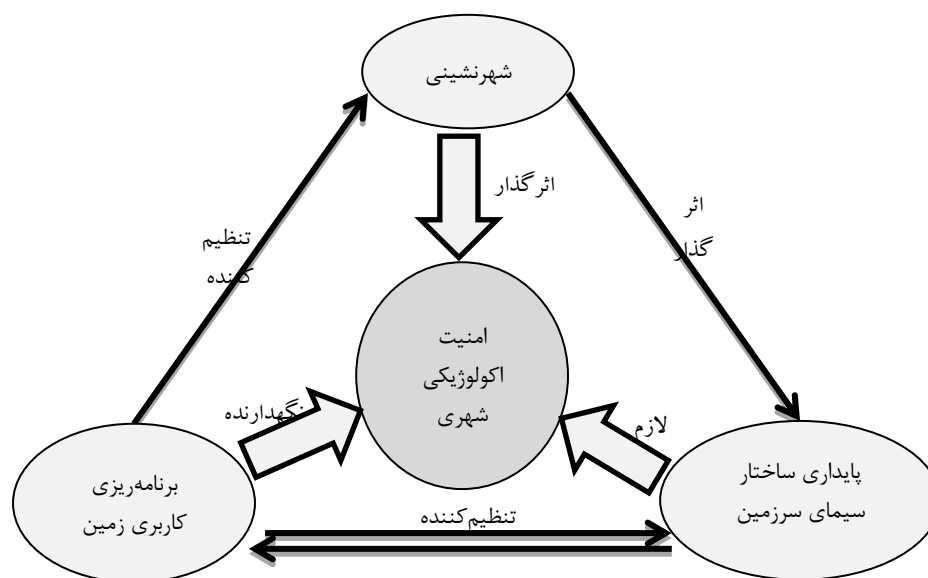 شهرنشینی
اثرگذار
اثر
گذار
تنظیم
کننده
امنیت
اکولوژیکی
شهری
نگهدارنده
لازم
پایداری ساختار
سیمای سرزمین
برنامه‌ریزی
کاربری زمین
تنظیم‌کننده